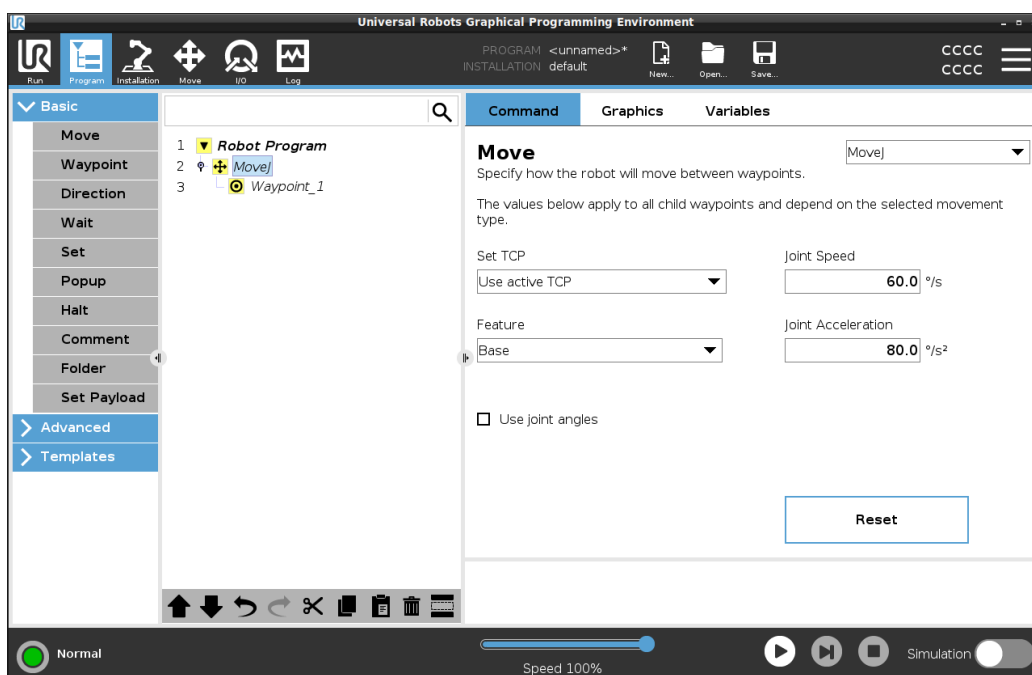 Universal Robots Graphical Programming Environment
UR
Run
Program
Installation
Move
I/O
Log
PROGRAM <unnamed>*
INSTALLATION default
New...
Open...
Save...
CCCC
CCCC
Basic
Move
Waypoint
Direction
Wait
Set
Popup
Halt
Comment
Folder
Set Payload
Advanced
Templates
1 Robot Program
2 MoveJ
3 Waypoint_1
Command Graphics Variables
Move
MoveJ
Specify how the robot will move between waypoints.
The values below apply to all child waypoints and depend on the selected movement
type.
Set TCP
Joint Speed
Use active TCP
60.0 °/s
Feature
Joint Acceleration
Base
80.0 °/s²
Use joint angles
Reset
Normal
Speed 100%
Simulation